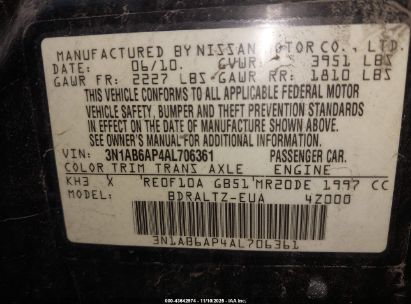 MANUFACTURED BY NISSAN MOTOR CO., LTD.
DATE: 06/10. GVWR: 3951 LBS
GAWR FR: 2227 LBS GAWR RR: 1810 LBS
THIS VEHICLE CONFORMS TO ALL APPLICABLE FEDERAL MOTOR
VEHICLE SAFETY, BUMPER AND THEFT PREVENTION STANDARDS
IN EFFECT ON THE DATE OF MANUFACTURE SHOWN ABOVE.
SEE OWNER'S MANUAL FOR ADDITIONAL INFORMATION.
VIN: 3N1AB6AP4AL706361 PASSENGER CAR.
COLOR TRIM TRANS AXLE ENGINE
KH3 X RE0F10A GB51 MR20DE 1997 CC
BDRALTZ-EUA 4Z000
3N1AB6AP4AL706361